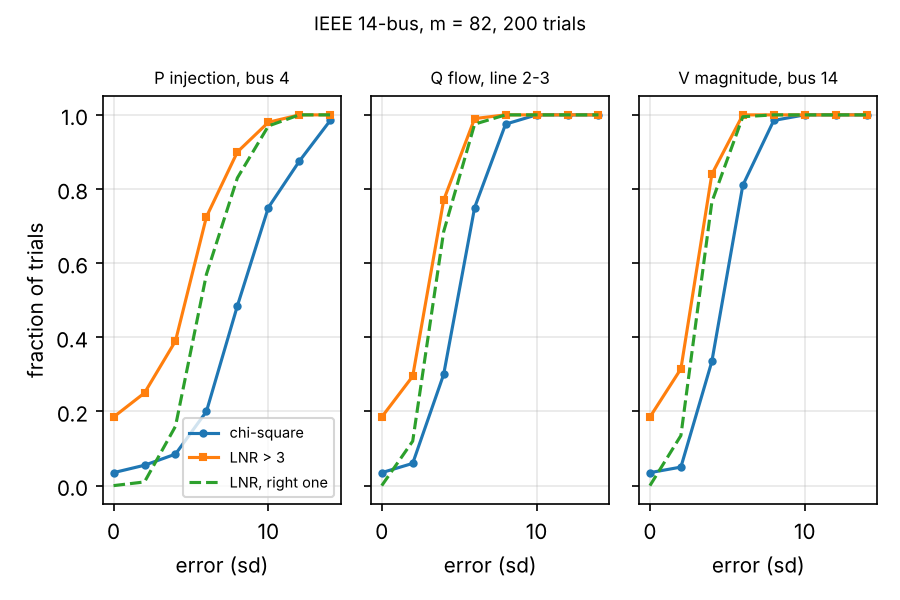 IEEE 14-bus, m = 82, 200 trials
P injection, bus 4
Q flow, line 2-3
V magnitude, bus 14
fraction of trials
1.0
0.8
0.6
0.4
0.2
0.0
chi-square
LNR > 3
LNR, right one
0 10
0 10
0 10
error (sd)
error (sd)
error (sd)